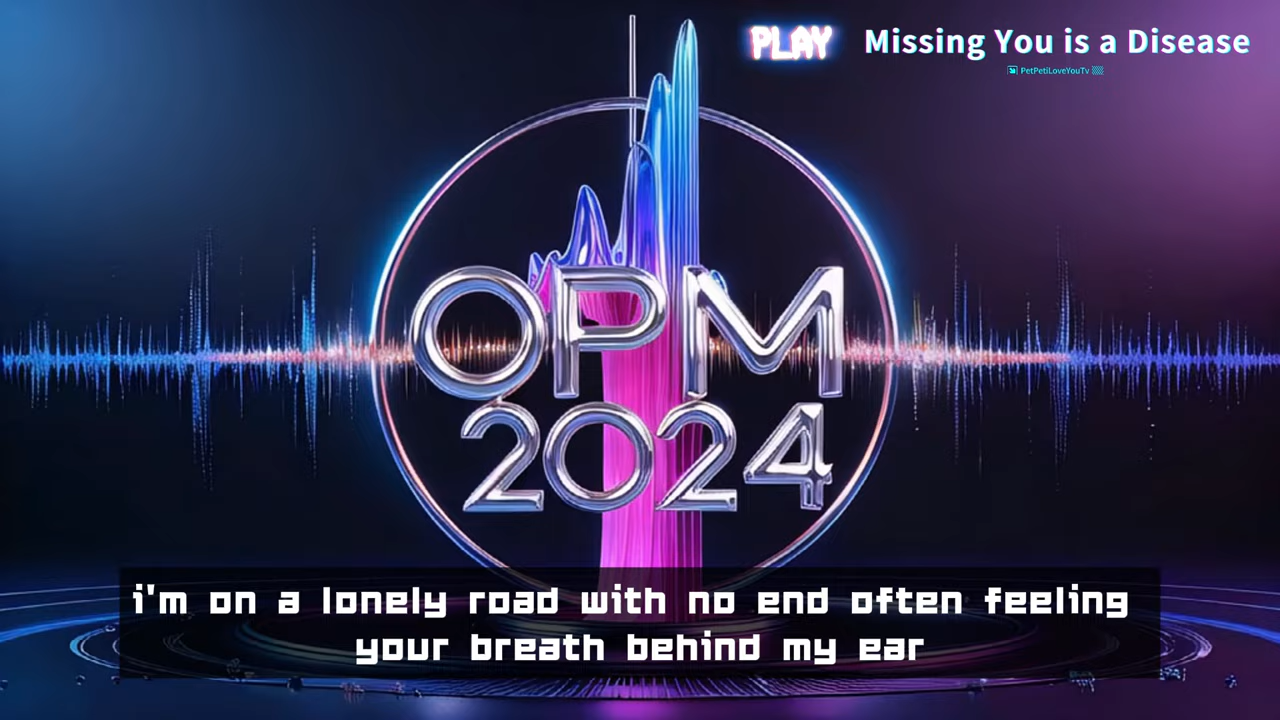 PLAY Missing You is a Disease
PetPetiLoveYouTv
OPM
2024
i'm on a lonely road with no end often feeling
your breath behind my ear